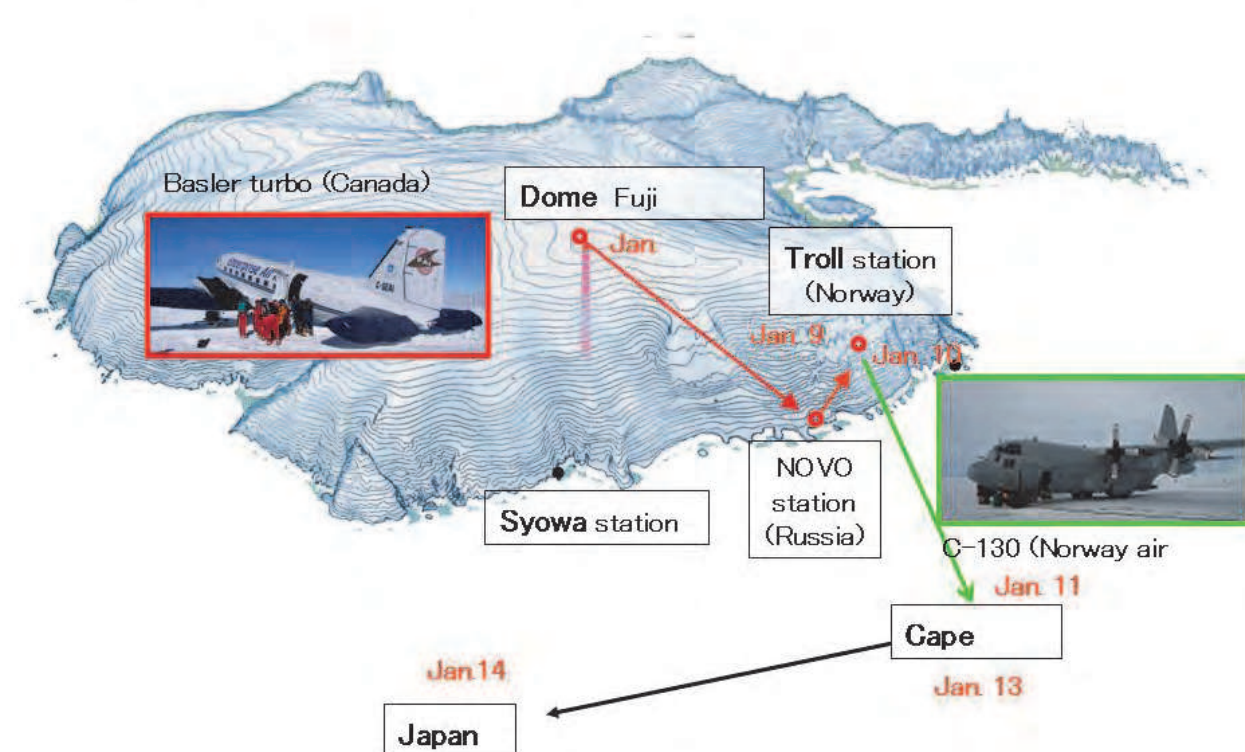 Basler turbo (Canada)
Dome Fuji
Jan.
Troll station
(Norway)
Jan. 9
Jan. 10
NOVO
station
(Russia)
Syowa station
C-130 (Norway air
Jan. 11
Cape
Jan. 13
Jan.14
Japan